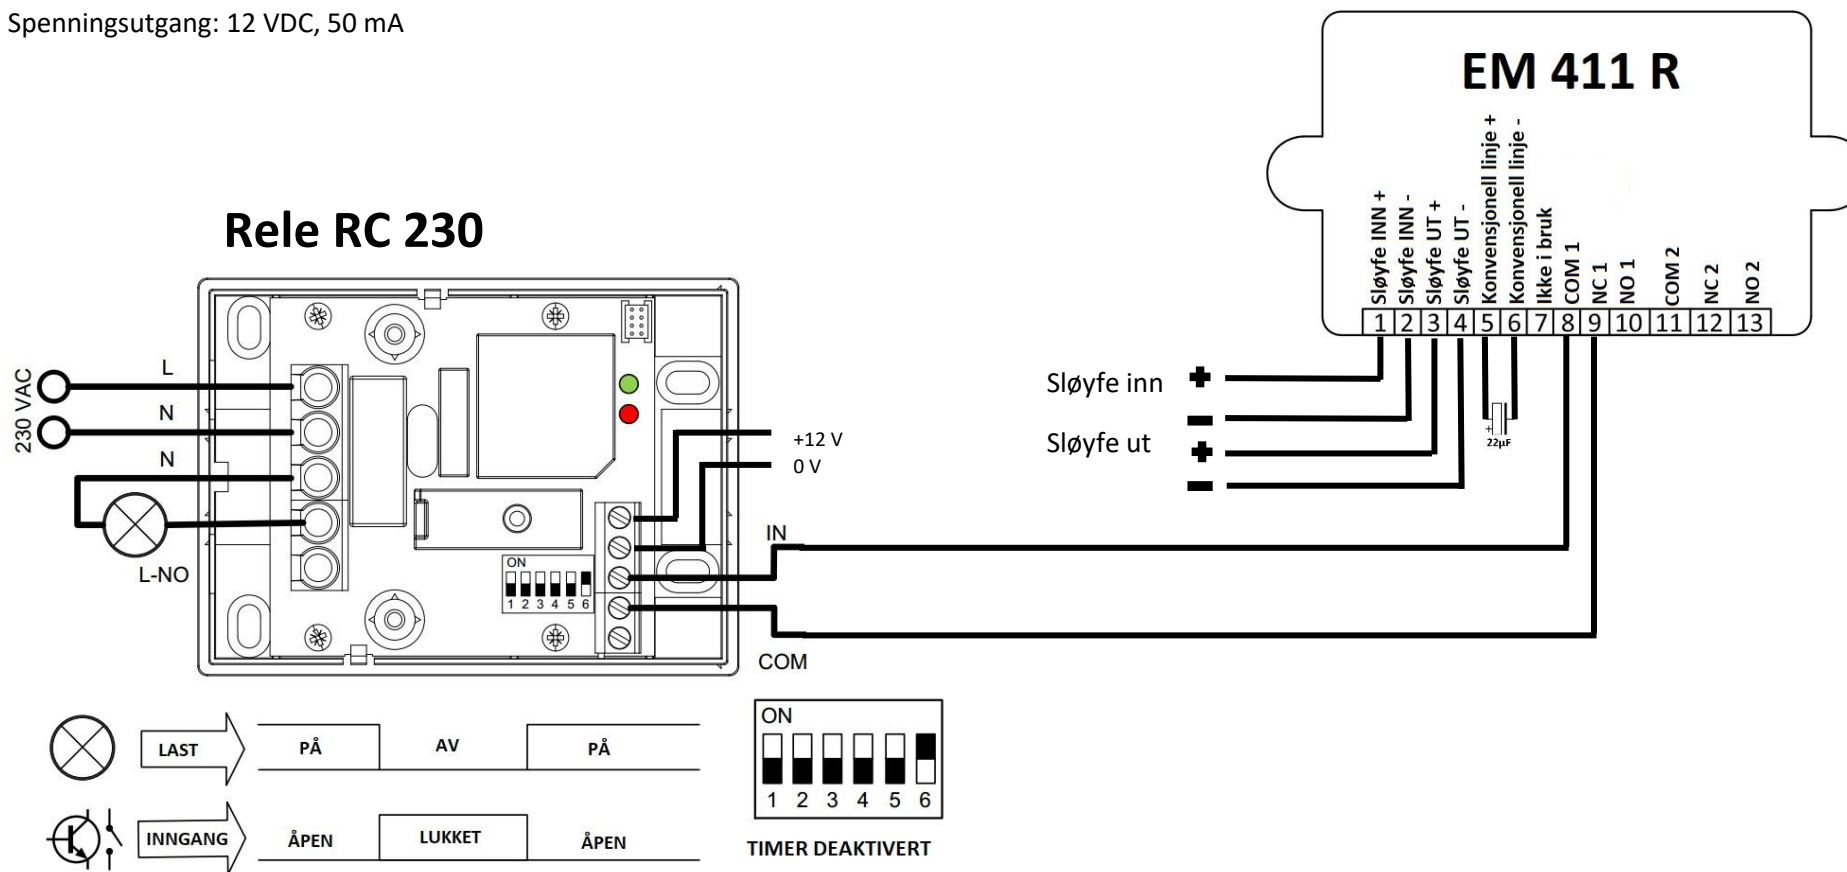 Spenningsutgang: 12 VDC, 50 mA
EM 411 R
Sløyfe INN +
Sløyfe INN -
Sløyfe UT +
Sløyfe UT -
Konvensjonell linje +
Konvensjonell linje -
Ikke i bruk
COM 1
NC 1
NO 1
COM 2
NC 2
NO 2
1 2 3 4 5 6 7 8 9 10 11 12 13
Rele RC 230
230 VAC
L
N
N
L-NO
+12 V
0 V
IN
COM
ON
1 2 3 4 5 6
Sløyfe inn +
-
Sløyfe ut +
-
+
22µF
LAST PÅ AV PÅ
INNGANG ÅPEN LUKKET ÅPEN
ON
1 2 3 4 5 6
TIMER DEAKTIVERT